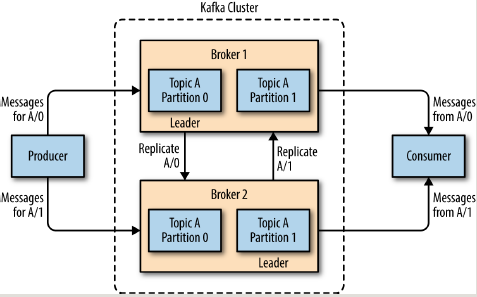 Kafka Cluster
Broker 1
Topic A
Partition 0
Topic A
Partition 1
Leader
Messages
for A/0
Messages
from A/0
Replicate
A/0
Replicate
A/1
Producer
Consumer
Messages
for A/1
Messages
from A/1
Broker 2
Topic A
Partition 0
Topic A
Partition 1
Leader